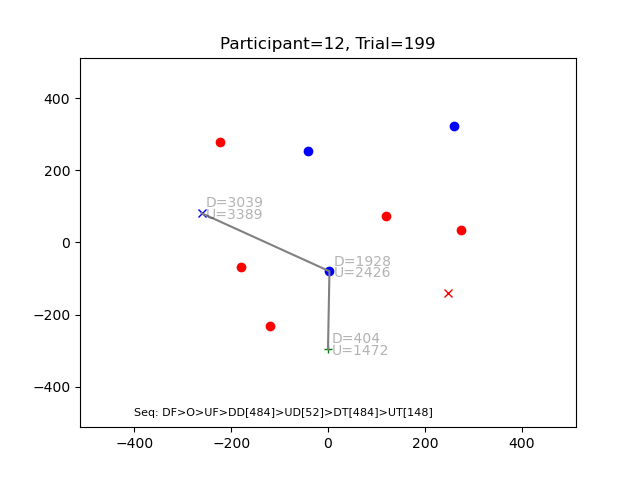 Participant=12, Trial=199
400
200
0
−200
−400
D=3039
U=3389
D=1928
U=2426
D=404
U=1472
Seq: DF>O>UF>DD[484]>UD[52]>DT[484]>UT[148]
−400
−200
0
200
400